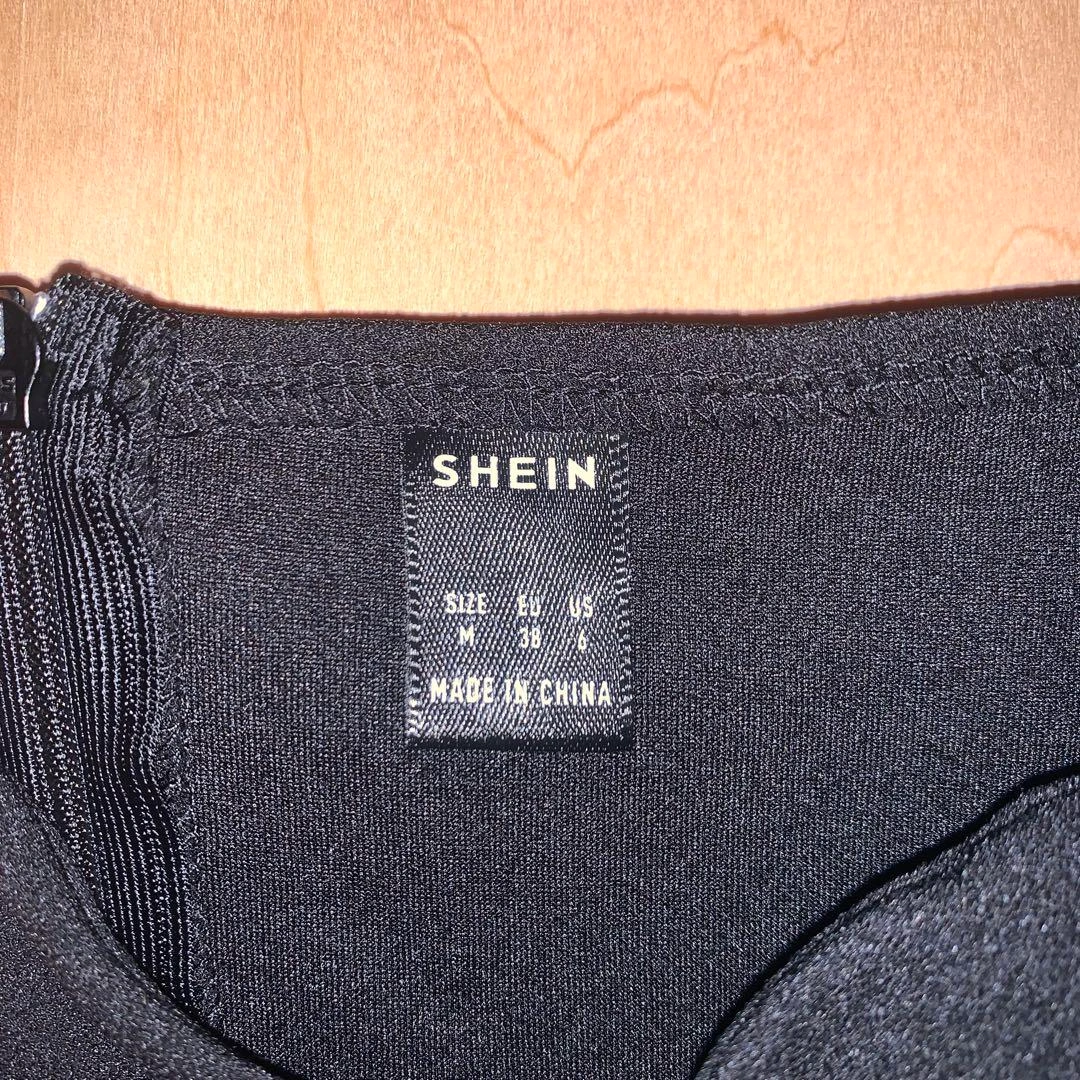 SHEIN
SIZE EU US
M 38 6
MADE IN CHINA